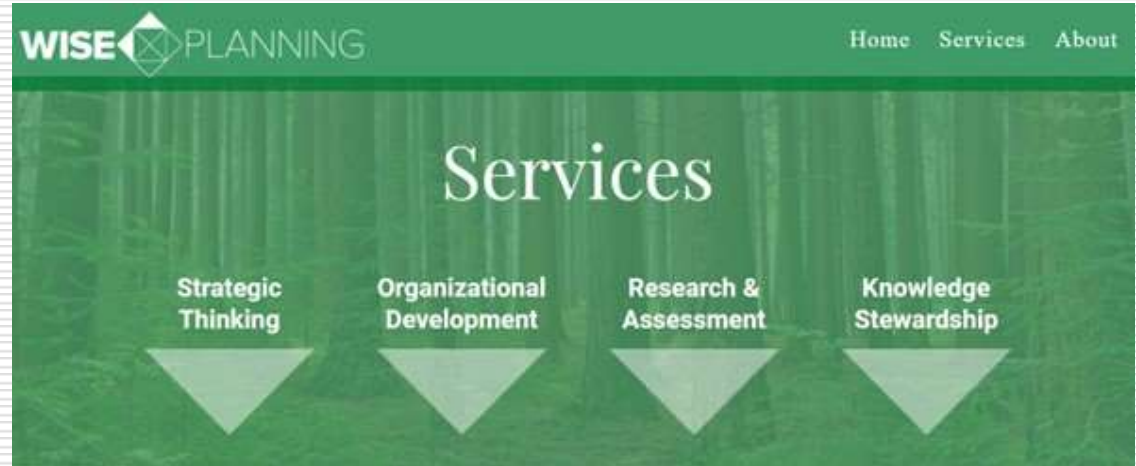 WISE PLANNING
Home Services About
Services
Strategic
Thinking
Organizational
Development
Research &
Assessment
Knowledge
Stewardship